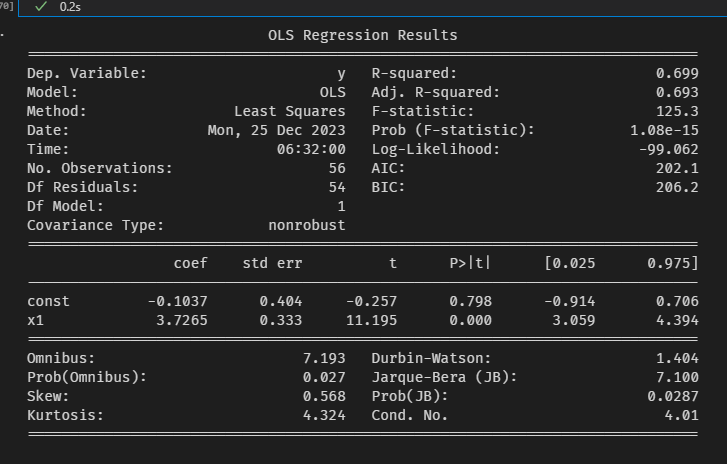 70] ✓ 0.2s
.
OLS Regression Results
Dep. Variable: y R-squared: 0.699
Model: OLS Adj. R-squared: 0.693
Method: Least Squares F-statistic: 125.3
Date: Mon, 25 Dec 2023 Prob (F-statistic): 1.08e-15
Time: 06:32:00 Log-Likelihood: -99.062
No. Observations: 56 AIC: 202.1
Df Residuals: 54 BIC: 206.2
Df Model: 1
Covariance Type: nonrobust
coef std err t P>|t| [0.025 0.975]
const -0.1037 0.404 -0.257 0.798 -0.914 0.706
x1 3.7265 0.333 11.195 0.000 3.059 4.394
Omnibus: 7.193 Durbin-Watson: 1.404
Prob(Omnibus): 0.027 Jarque-Bera (JB): 7.100
Skew: 0.568 Prob(JB): 0.0287
Kurtosis: 4.324 Cond. No. 4.01